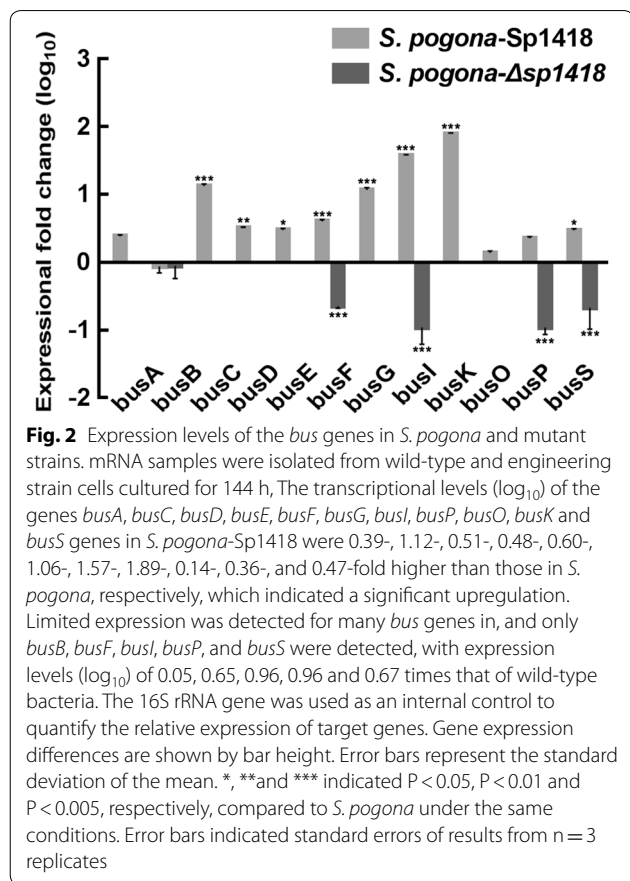 S. pogona-Sp1418
S. pogona-Δsp1418
Expressional fold change (log10)
3
2
1
0
-1
-2
*** ** * *** *** *** *** *
*** *** *** ***
busA busB busC busD busE busF busG busI busK busO busP busS
Fig. 2 Expression levels of the bus genes in S. pogona and mutant
strains. mRNA samples were isolated from wild-type and engineering
strain cells cultured for 144 h, The transcriptional levels (log10) of the
genes busA, busC, busD, busE, busF, busG, busI, busP, busO, busK and
busS genes in S. pogona-Sp1418 were 0.39-, 1.12-, 0.51-, 0.48-, 0.60-,
1.06-, 1.57-, 1.89-, 0.14-, 0.36-, and 0.47-fold higher than those in S.
pogona, respectively, which indicated a significant upregulation.
Limited expression was detected for many bus genes in, and only
busB, busF, busI, busP, and busS were detected, with expression
levels (log10) of 0.05, 0.65, 0.96, 0.96 and 0.67 times that of wild-type
bacteria. The 16S rRNA gene was used as an internal control to
quantify the relative expression of target genes. Gene expression
differences are shown by bar height. Error bars represent the standard
deviation of the mean. *, **and *** indicated P < 0.05, P < 0.01 and
P < 0.005, respectively, compared to S. pogona under the same
conditions. Error bars indicated standard errors of results from n = 3
replicates